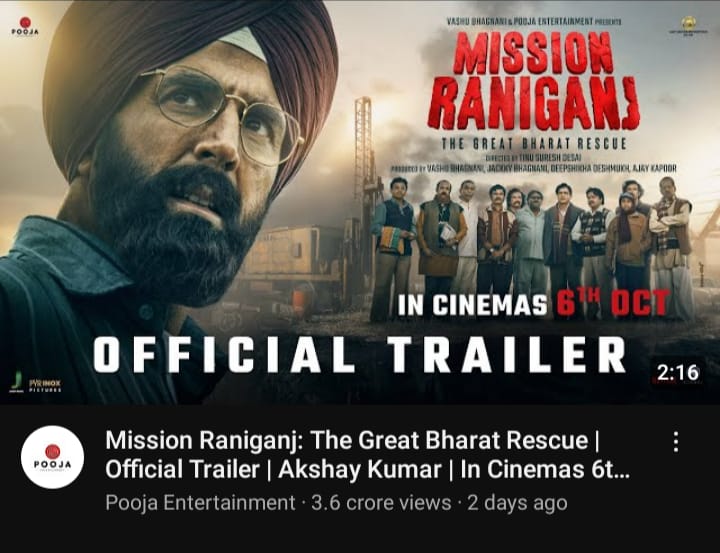 POOJA
VASHU BHAGNANI & POOJA ENTERTAINMENT PRESENTS
MISSION
RANIGANJ
THE GREAT BHARAT RESCUE
DIRECTED BY TINU SURESH DESAI
PRODUCED BY VASHU BHAGNANI, JACKKY BHAGNANI, DEEPSHIKHA DESHMUKH, AJAY KAPOOR
IN CINEMAS 6TH OCT
OFFICIAL TRAILER
PVR INOX
PICTURES
2:16
POOJA
Mission Raniganj: The Great Bharat Rescue |
Official Trailer | Akshay Kumar | In Cinemas 6t...
Pooja Entertainment · 3.6 crore views · 2 days ago